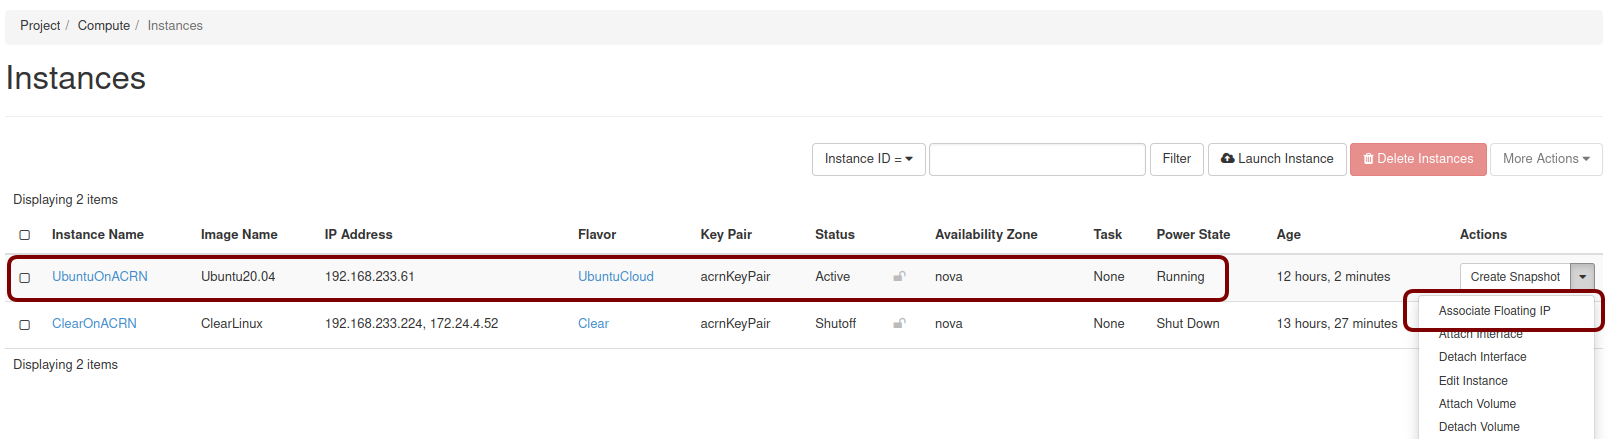 Project / Compute / Instances
Instances
Instance ID = Filter Launch Instance Delete Instances More Actions
Displaying 2 items
Instance Name Image Name IP Address Flavor Key Pair Status Availability Zone Task Power State Age Actions
UbuntuOnACRN Ubuntu20.04 192.168.233.61 UbuntuCloud acrnKeyPair Active nova None Running 12 hours, 2 minutes Create Snapshot
Associate Floating IP
ClearOnACRN ClearLinux 192.168.233.224, 172.24.4.52 Clear acrnKeyPair Shutoff nova None Shut Down 13 hours, 27 minutes
Attach Interface
Detach Interface
Displaying 2 items
Edit Instance
Attach Volume
Detach Volume